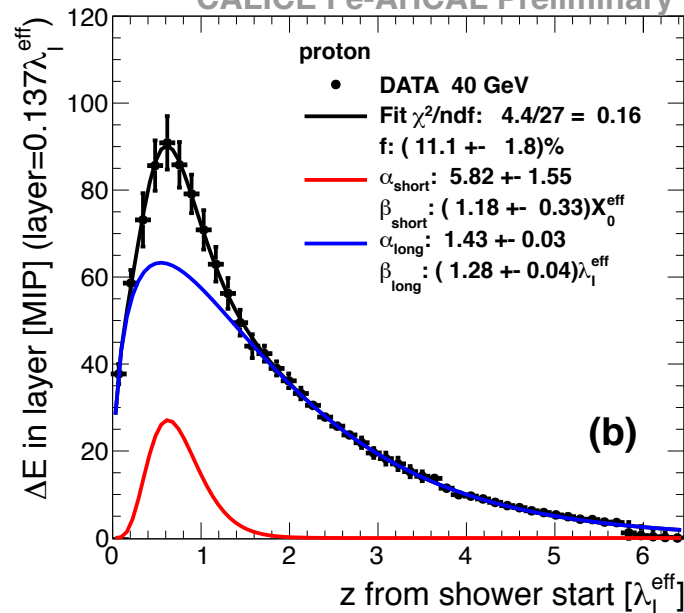 CALICE Fe-AHCAL Preliminary
proton
DATA 40 GeV
Fit χ²/ndf: 4.4/27 = 0.16
f: ( 11.1 +- 1.8)%
α_short: 5.82 +- 1.55
β_short: ( 1.18 +- 0.33)X_0^eff
α_long: 1.43 +- 0.03
β_long: ( 1.28 +- 0.04)λ_I^eff
ΔE in layer [MIP] (layer=0.137λ_I^eff)
120
100
80
60
40
20
0
(b)
0 1 2 3 4 5 6
z from shower start [λ_I^eff]